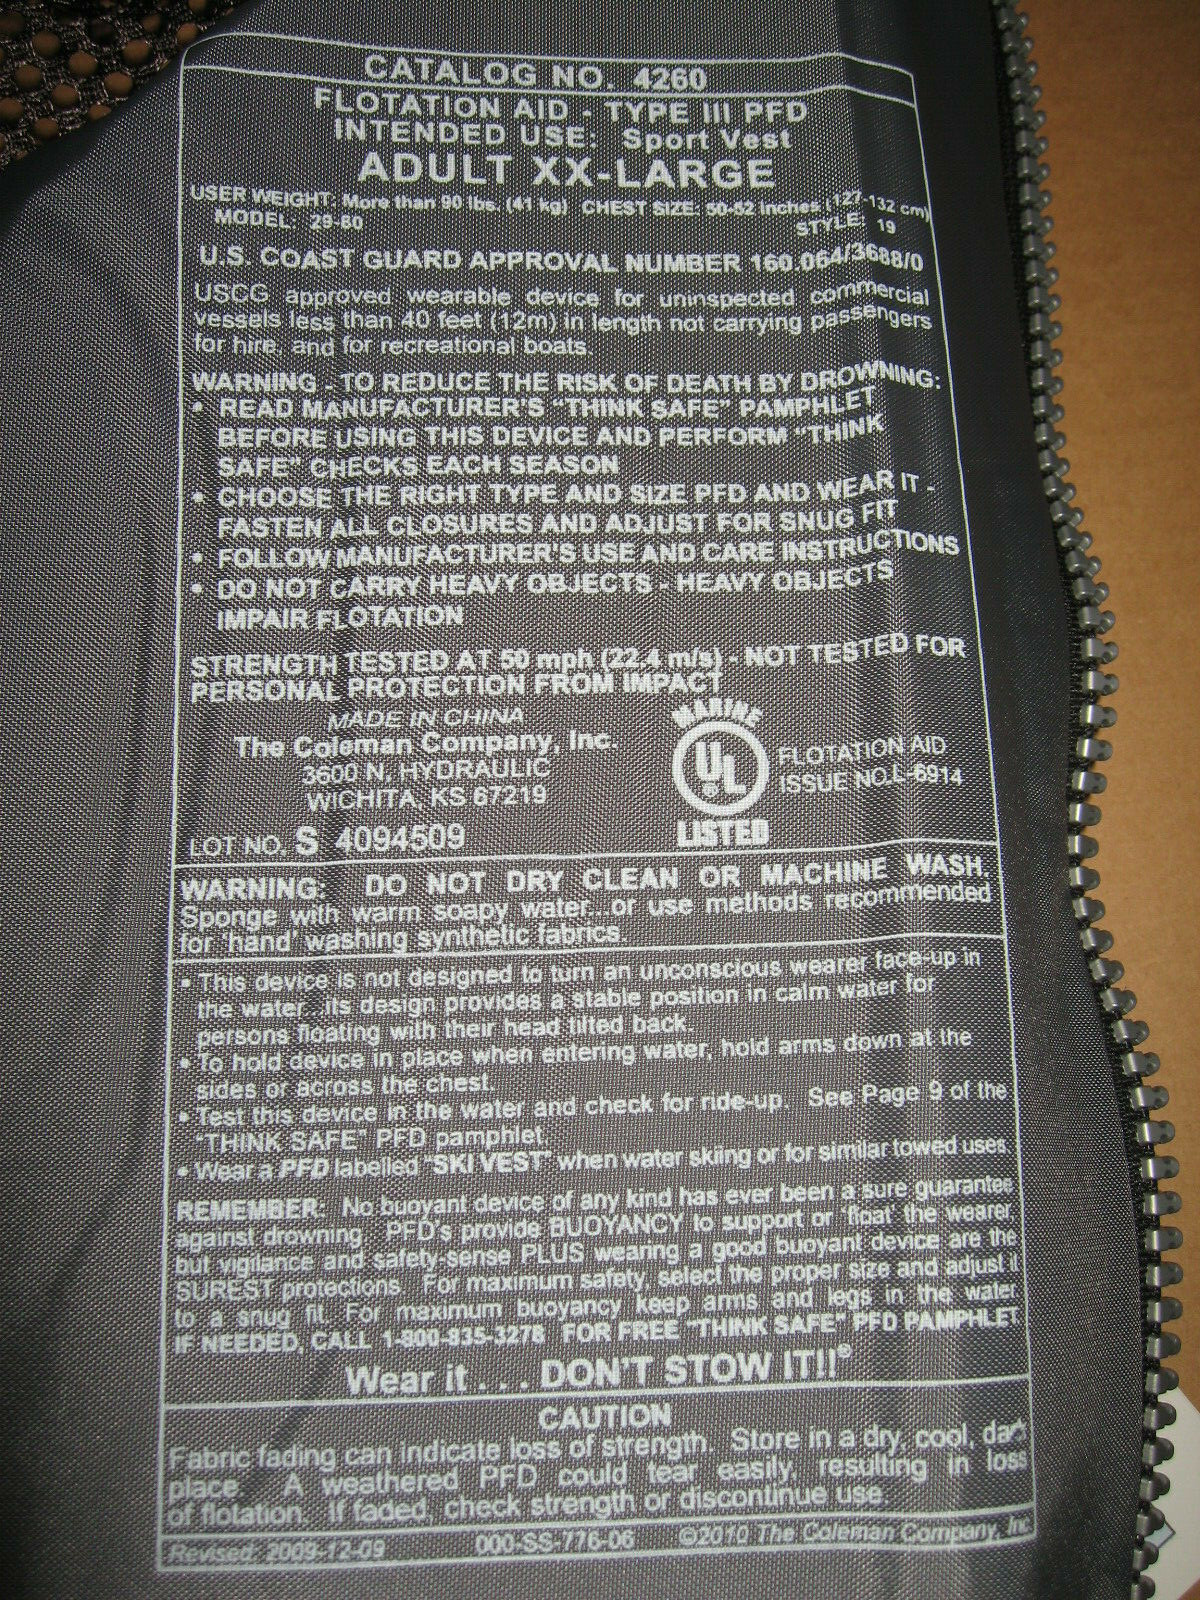 CATALOG NO. 4260
FLOTATION AID - TYPE III PFD
INTENDED USE: Sport Vest
ADULT XX-LARGE
USER WEIGHT: More than 90 lbs. (41 kg) CHEST SIZE: 50-52 inches (127-132 cm)
MODEL: 29-60 STYLE: 19
U.S. COAST GUARD APPROVAL NUMBER 160.064/3688/0
USCG approved wearable device for uninspected commercial
vessels less than 40 feet (12m) in length not carrying passengers
for hire, and for recreational boats.
WARNING - TO REDUCE THE RISK OF DEATH BY DROWNING:
• READ MANUFACTURER'S "THINK SAFE" PAMPHLET
BEFORE USING THIS DEVICE AND PERFORM "THINK
SAFE" CHECKS EACH SEASON
• CHOOSE THE RIGHT TYPE AND SIZE PFD AND WEAR IT -
FASTEN ALL CLOSURES AND ADJUST FOR SNUG FIT
• FOLLOW MANUFACTURER'S USE AND CARE INSTRUCTIONS
• DO NOT CARRY HEAVY OBJECTS - HEAVY OBJECTS
IMPAIR FLOTATION
STRENGTH TESTED AT 50 mph (22.4 m/s) - NOT TESTED FOR
PERSONAL PROTECTION FROM IMPACT
MADE IN CHINA
The Coleman Company, Inc.
3600 N. HYDRAULIC
WICHITA, KS 67219
MARINE
UL
LISTED
FLOTATION AID
ISSUE NO.L-6914
LOT NO. S 4094509
WARNING: DO NOT DRY CLEAN OR MACHINE WASH.
Sponge with warm soapy water...or use methods recommended
for 'hand' washing synthetic fabrics.
• This device is not designed to turn an unconscious wearer face-up in
the water...its design provides a stable position in calm water for
persons floating with their head tilted back.
• To hold device in place when entering water, hold arms down at the
sides or across the chest.
• Test this device in the water and check for ride-up. See Page 9 of the
"THINK SAFE" PFD pamphlet.
• Wear a PFD labelled "SKI VEST" when water skiing or for similar towed uses.
REMEMBER: No buoyant device of any kind has ever been a sure guarantee
against drowning. PFD's provide BUOYANCY to support or 'float' the wearer
but vigilance and safety-sense PLUS wearing a good buoyant device are the
SUREST protections. For maximum safety, select the proper size and adjust it
to a snug fit. For maximum buoyancy keep arms and legs in the water
IF NEEDED, CALL 1-800-835-3278 FOR FREE "THINK SAFE" PFD PAMPHLET.
Wear it . . . DON'T STOW IT!!®
CAUTION
Fabric fading can indicate loss of strength. Store in a dry, cool, dark
place. A weathered PFD could tear easily, resulting in loss
of flotation. If faded, check strength or discontinue use.
Revised: 2009-12-09 000-SS-776-06 ©2010 The Coleman Company, Inc.